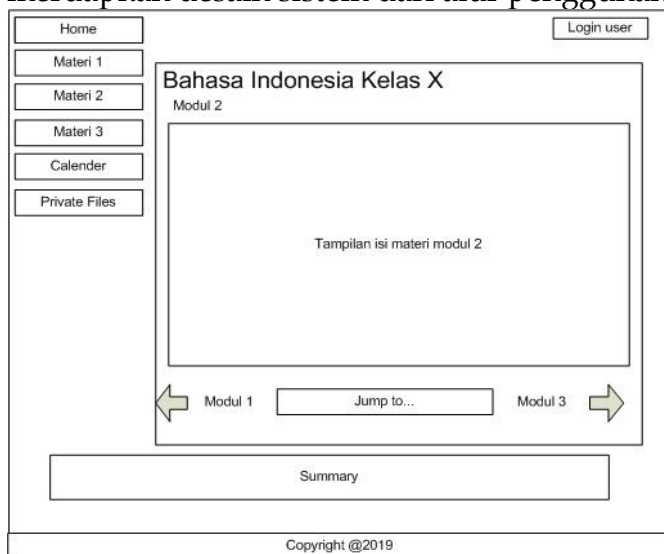 Home
Login user
Materi 1
Materi 2
Materi 3
Calender
Private Files
Bahasa Indonesia Kelas X
Modul 2
Tampilan isi materi modul 2
Modul 1
Jump to...
Modul 3
Summary
Copyright @2019